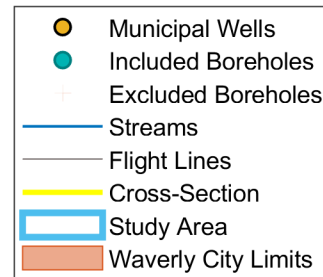 Municipal Wells
Included Boreholes
Excluded Boreholes
Streams
Flight Lines
Cross-Section
Study Area
Waverly City Limits